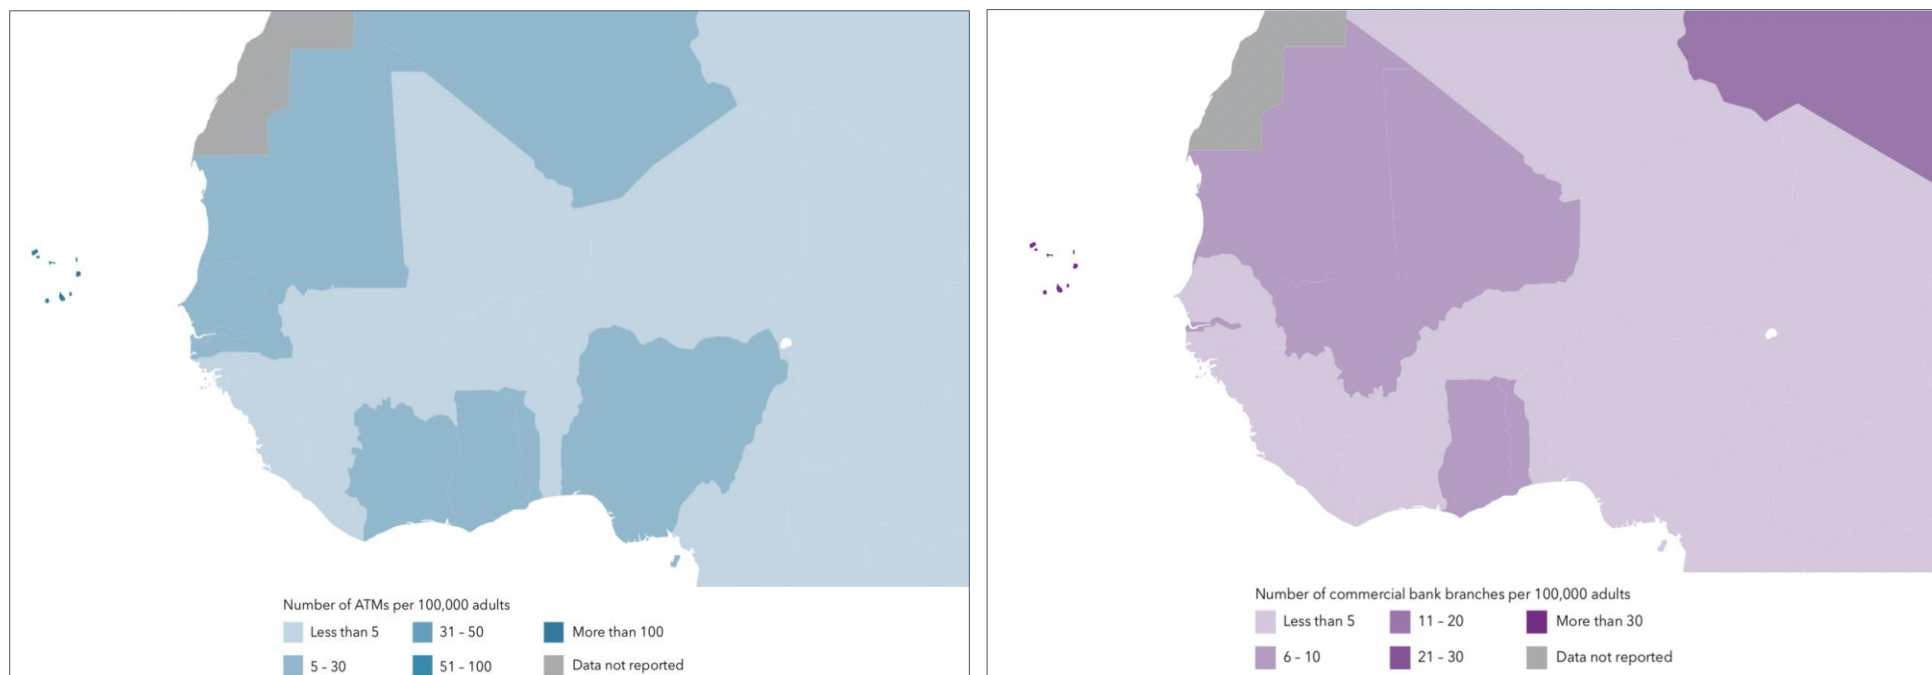 Number of ATMs per 100,000 adults
Less than 5
31 – 50
More than 100
5 – 30
51 – 100
Data not reported
Number of commercial bank branches per 100,000 adults
Less than 5
11 – 20
More than 30
6 – 10
21 – 30
Data not reported